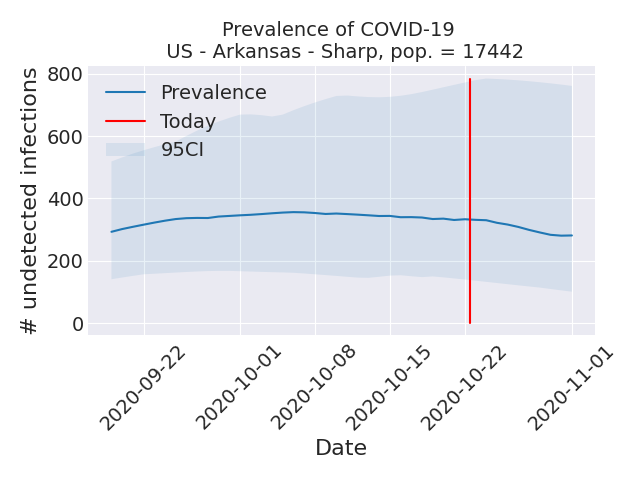 Prevalence of COVID-19
US - Arkansas - Sharp, pop. = 17442
# undetected infections
800
600
400
200
0
Prevalence
Today
95CI
2020-09-22
2020-10-01
2020-10-08
2020-10-15
2020-10-22
2020-11-01
Date